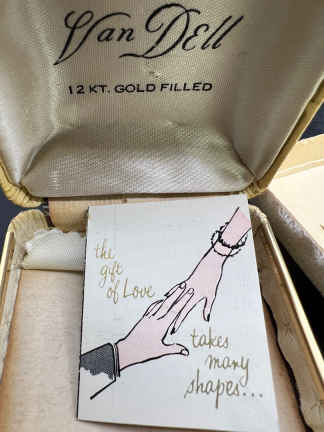 Van Dell
12 KT. GOLD FILLED
the
gift
of Love
takes
many
shapes...